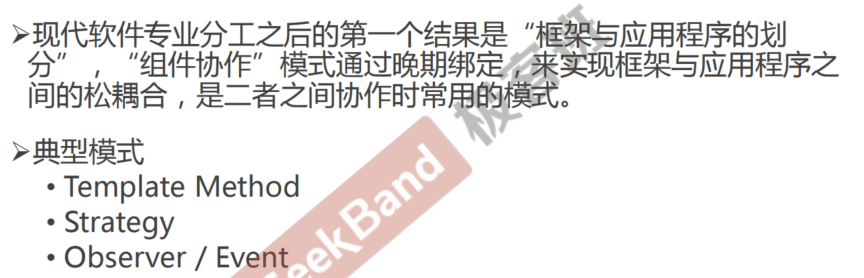 ➢现代软件专业分工之后的第一个结果是“框架与应用程序的划
分”，“组件协作”模式通过晚期绑定，来实现框架与应用程序之
间的松耦合，是二者之间协作时常用的模式。
➢典型模式
• Template Method
• Strategy
• Observer / Event
GeekBand 极客班